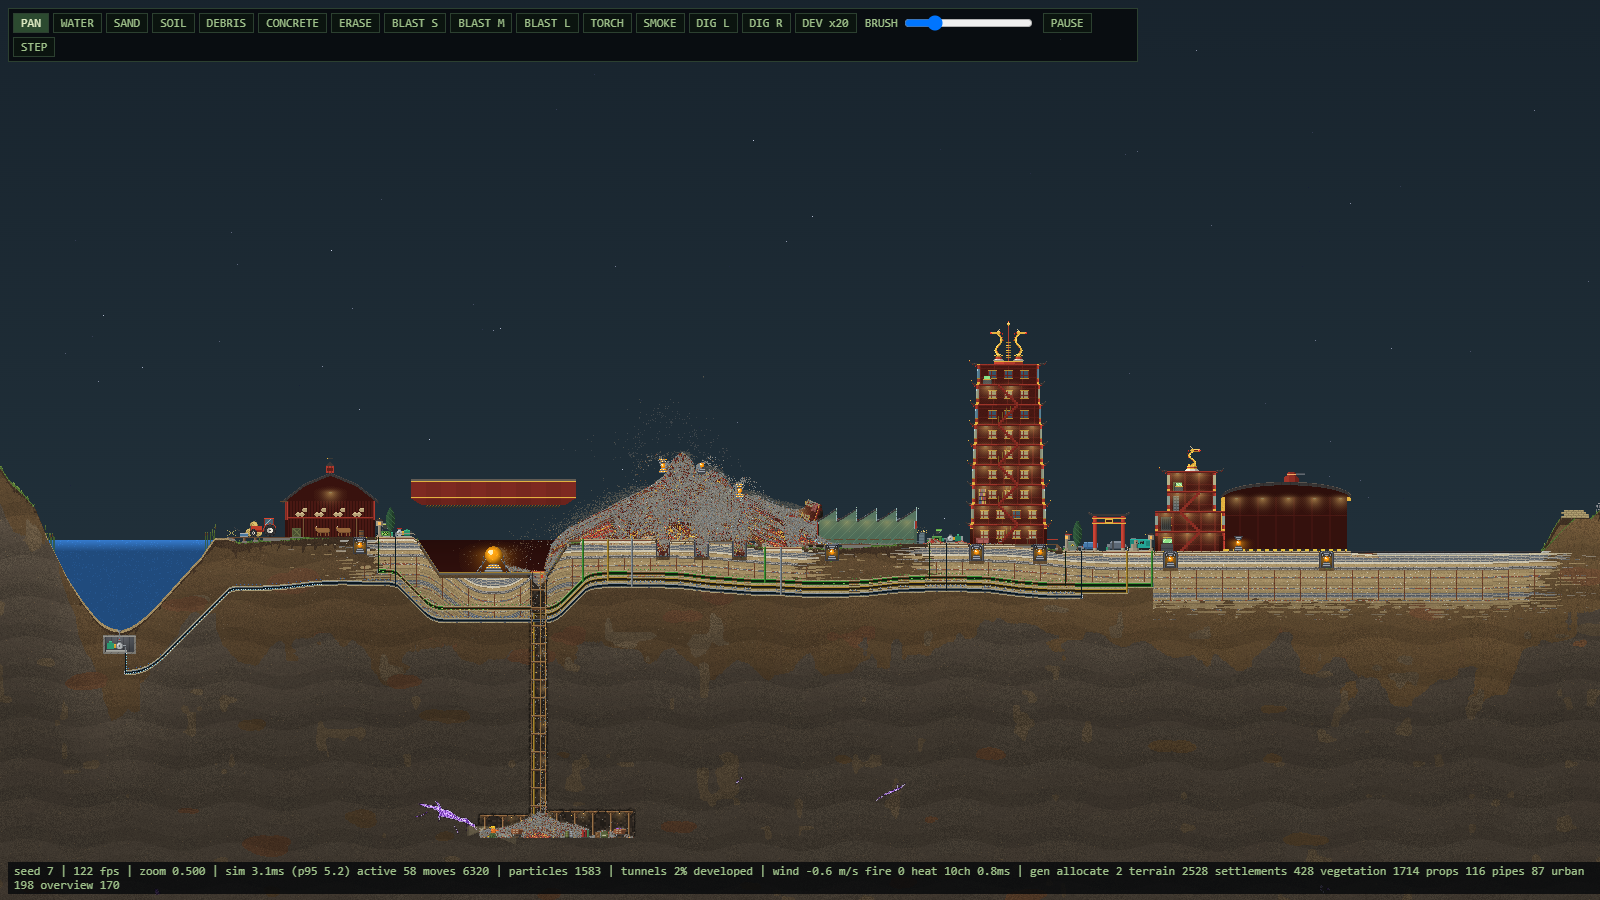 PAN WATER SAND SOIL DEBRIS CONCRETE ERASE BLAST S BLAST M BLAST L TORCH SMOKE DIG L DIG R DEV x20 BRUSH PAUSE
STEP
seed 7 | 122 fps | zoom 0.500 | sim 3.1ms (p95 5.2) active 58 moves 6320 | particles 1583 | tunnels 2% developed | wind -0.6 m/s fire 0 heat 10ch 0.8ms | gen allocate 2 terrain 2528 settlements 428 vegetation 1714 props 116 pipes 87 urban
198 overview 170